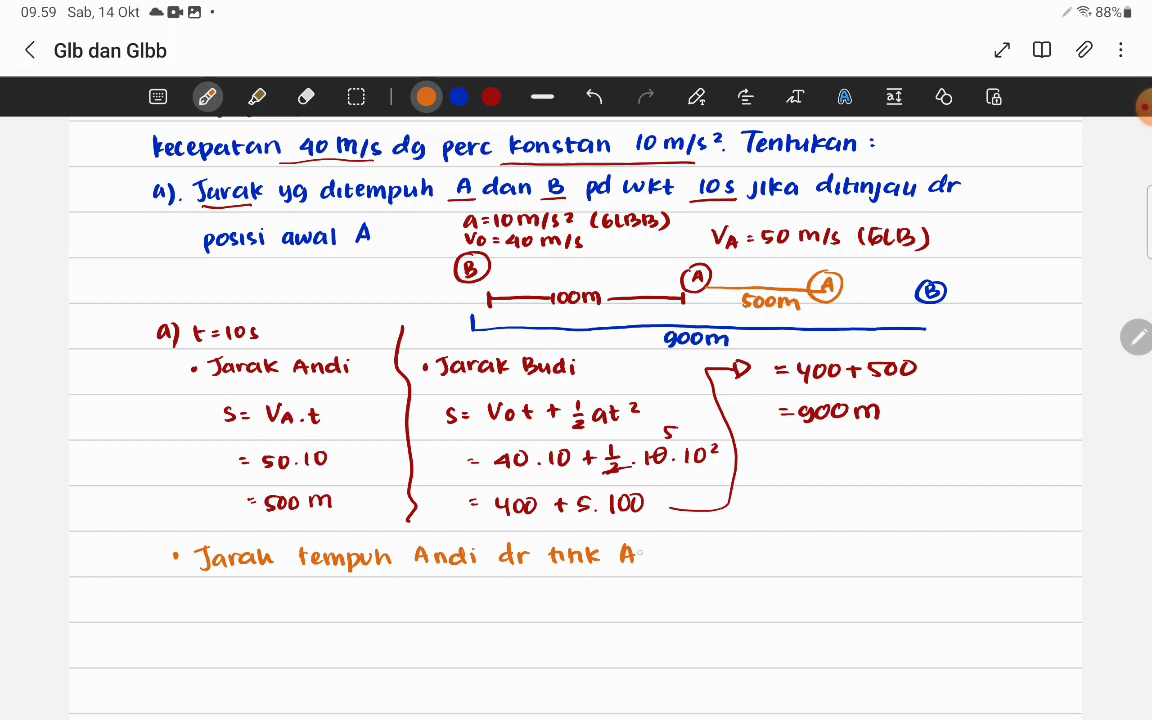 09.59 Sab, 14 Okt
88%
Glb dan Glbb
kecepatan 40 m/s dg perc konstan 10 m/s². Tentukan :
a). Jarak yg ditempuh A dan B pd wkt 10s jika ditinjau dr
posisi awal A
a = 10 m/s² (GLBB)
Vo = 40 m/s
VA = 50 m/s (GLB)
B A A B
100m 500m
900m
a) t = 10s
• Jarak Andi
S = VA . t
= 50 . 10
= 500 m
• Jarak Budi
S = Vot + 1/2 at²
= 40 . 10 + 1/2 . 10 . 10²
5
= 400 + 5 . 100
= 400 + 500
= 900 m
• Jarak tempuh Andi dr titik A